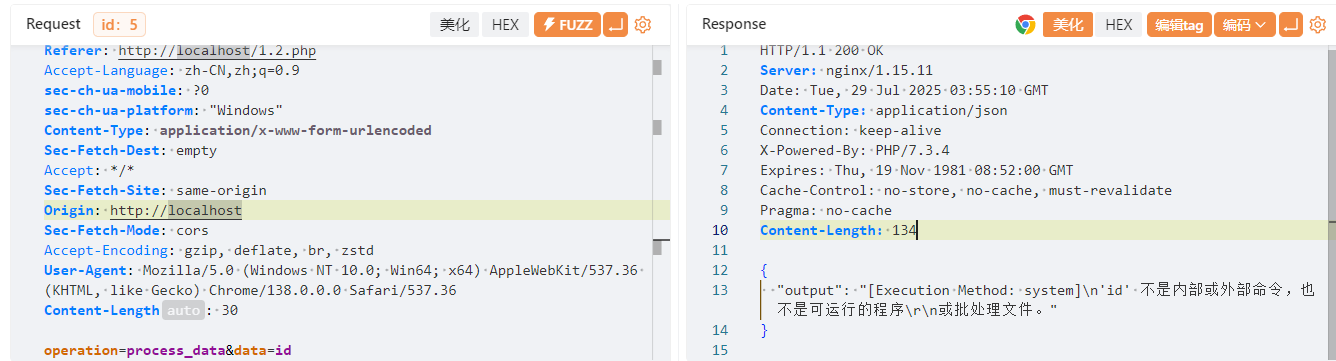 Request id: 5 美化 HEX FUZZ
Referer: http://localhost/1.2.php
Accept-Language: zh-CN,zh;q=0.9
sec-ch-ua-mobile: ?0
sec-ch-ua-platform: "Windows"
Content-Type: application/x-www-form-urlencoded
Sec-Fetch-Dest: empty
Accept: */*
Sec-Fetch-Site: same-origin
Origin: http://localhost
Sec-Fetch-Mode: cors
Accept-Encoding: gzip, deflate, br, zstd
User-Agent: Mozilla/5.0 (Windows NT 10.0; Win64; x64) AppleWebKit/537.36
(KHTML, like Gecko) Chrome/138.0.0.0 Safari/537.36
Content-Length auto: 30
operation=process_data&data=id
Response 美化 HEX 编辑tag 编码
HTTP/1.1 200 OK
2 Server: nginx/1.15.11
3 Date: Tue, 29 Jul 2025 03:55:10 GMT
4 Content-Type: application/json
5 Connection: keep-alive
6 X-Powered-By: PHP/7.3.4
7 Expires: Thu, 19 Nov 1981 08:52:00 GMT
8 Cache-Control: no-store, no-cache, must-revalidate
9 Pragma: no-cache
10 Content-Length: 134
11
12 {
13 "output": "[Execution Method: system]\n'id' 不是内部或外部命令，也
不是可运行的程序\r\n或批处理文件。"
14 }
15